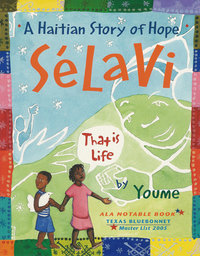 A Haitian Story of Hope
SéLaVi
That is
Life
by
Youme
ALA NOTABLE BOOK
TEXAS BLUEBONNET
Master List 2005